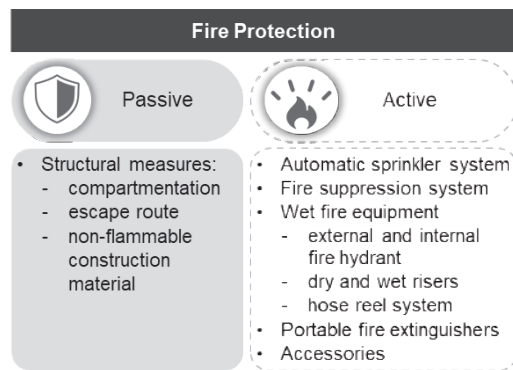 Fire Protection
Passive
• Structural measures:
- compartmentation
- escape route
- non-flammable
construction
material
Active
• Automatic sprinkler system
• Fire suppression system
• Wet fire equipment
- external and internal
fire hydrant
- dry and wet risers
- hose reel system
• Portable fire extinguishers
• Accessories